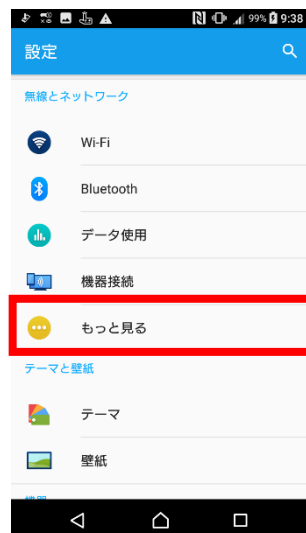 99% 9:38
設定
無線とネットワーク
Wi-Fi
Bluetooth
データ使用
機器接続
もっと見る
テーマと壁紙
テーマ
壁紙